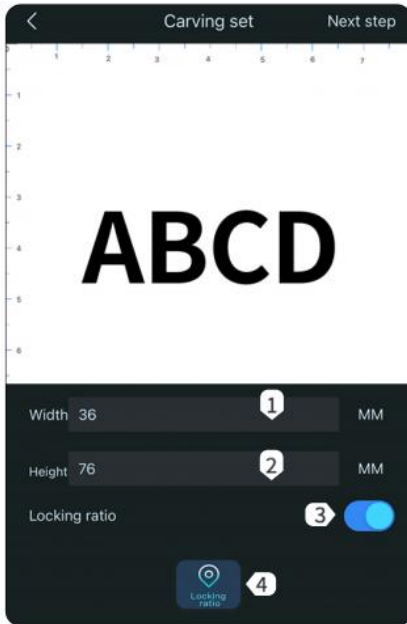 Carving set Next step
0 1 2 3 4 5 6 7
1
2
3
4
5
6
ABCD
Width 36 1 MM
Height 76 2 MM
Locking ratio 3
Locking
ratio
4